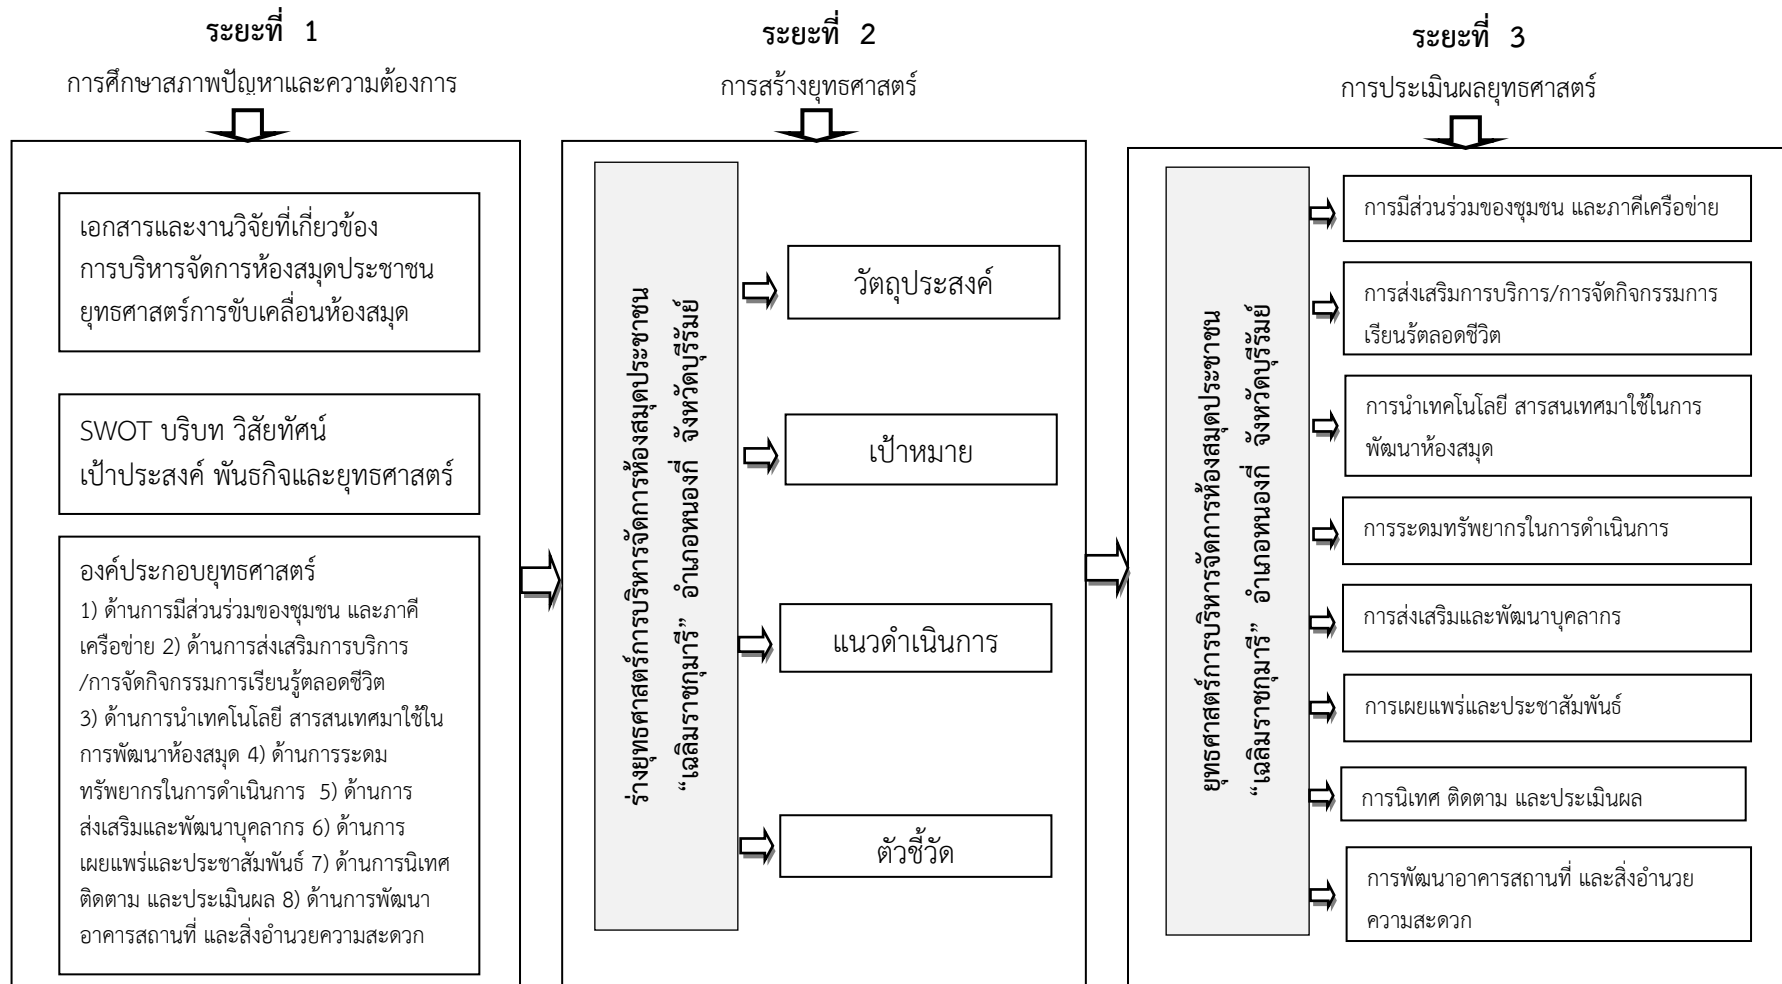 ระยะที่ 1
การศึกษาสภาพปัญหาและความต้องการ
เอกสารและงานวิจัยที่เกี่ยวข้อง
การบริหารจัดการห้องสมุดประชาชน
ยุทธศาสตร์การขับเคลื่อนห้องสมุด
SWOT บริบท วิสัยทัศน์
เป้าประสงค์ พันธกิจและยุทธศาสตร์
องค์ประกอบยุทธศาสตร์
1) ด้านการมีส่วนร่วมของชุมชน และภาคี
เครือข่าย 2) ด้านการส่งเสริมการบริการ
/การจัดกิจกรรมการเรียนรู้ตลอดชีวิต
3) ด้านการนำเทคโนโลยี สารสนเทศมาใช้ใน
การพัฒนาห้องสมุด 4) ด้านการระดม
ทรัพยากรในการดำเนินการ 5) ด้านการ
ส่งเสริมและพัฒนาบุคลากร 6) ด้านการ
เผยแพร่และประชาสัมพันธ์ 7) ด้านการนิเทศ
ติดตาม และประเมินผล 8) ด้านการพัฒนา
อาคารสถานที่ และสิ่งอำนวยความสะดวก
ระยะที่ 2
การสร้างยุทธศาสตร์
ร่างยุทธศาสตร์การบริหารจัดการห้องสมุดประชาชน
“เฉลิมราชกุมารี” อำเภอหนองกี่ จังหวัดบุรีรัมย์
วัตถุประสงค์
เป้าหมาย
แนวดำเนินการ
ตัวชี้วัด
ระยะที่ 3
การประเมินผลยุทธศาสตร์
ยุทธศาสตร์การบริหารจัดการห้องสมุดประชาชน
“เฉลิมราชกุมารี” อำเภอหนองกี่ จังหวัดบุรีรัมย์
การมีส่วนร่วมของชุมชน และภาคีเครือข่าย
การส่งเสริมการบริการ/การจัดกิจกรรมการ
เรียนรู้ตลอดชีวิต
การนำเทคโนโลยี สารสนเทศมาใช้ในการ
พัฒนาห้องสมุด
การระดมทรัพยากรในการดำเนินการ
การส่งเสริมและพัฒนาบุคลากร
การเผยแพร่และประชาสัมพันธ์
การนิเทศ ติดตาม และประเมินผล
การพัฒนาอาคารสถานที่ และสิ่งอำนวย
ความสะดวก